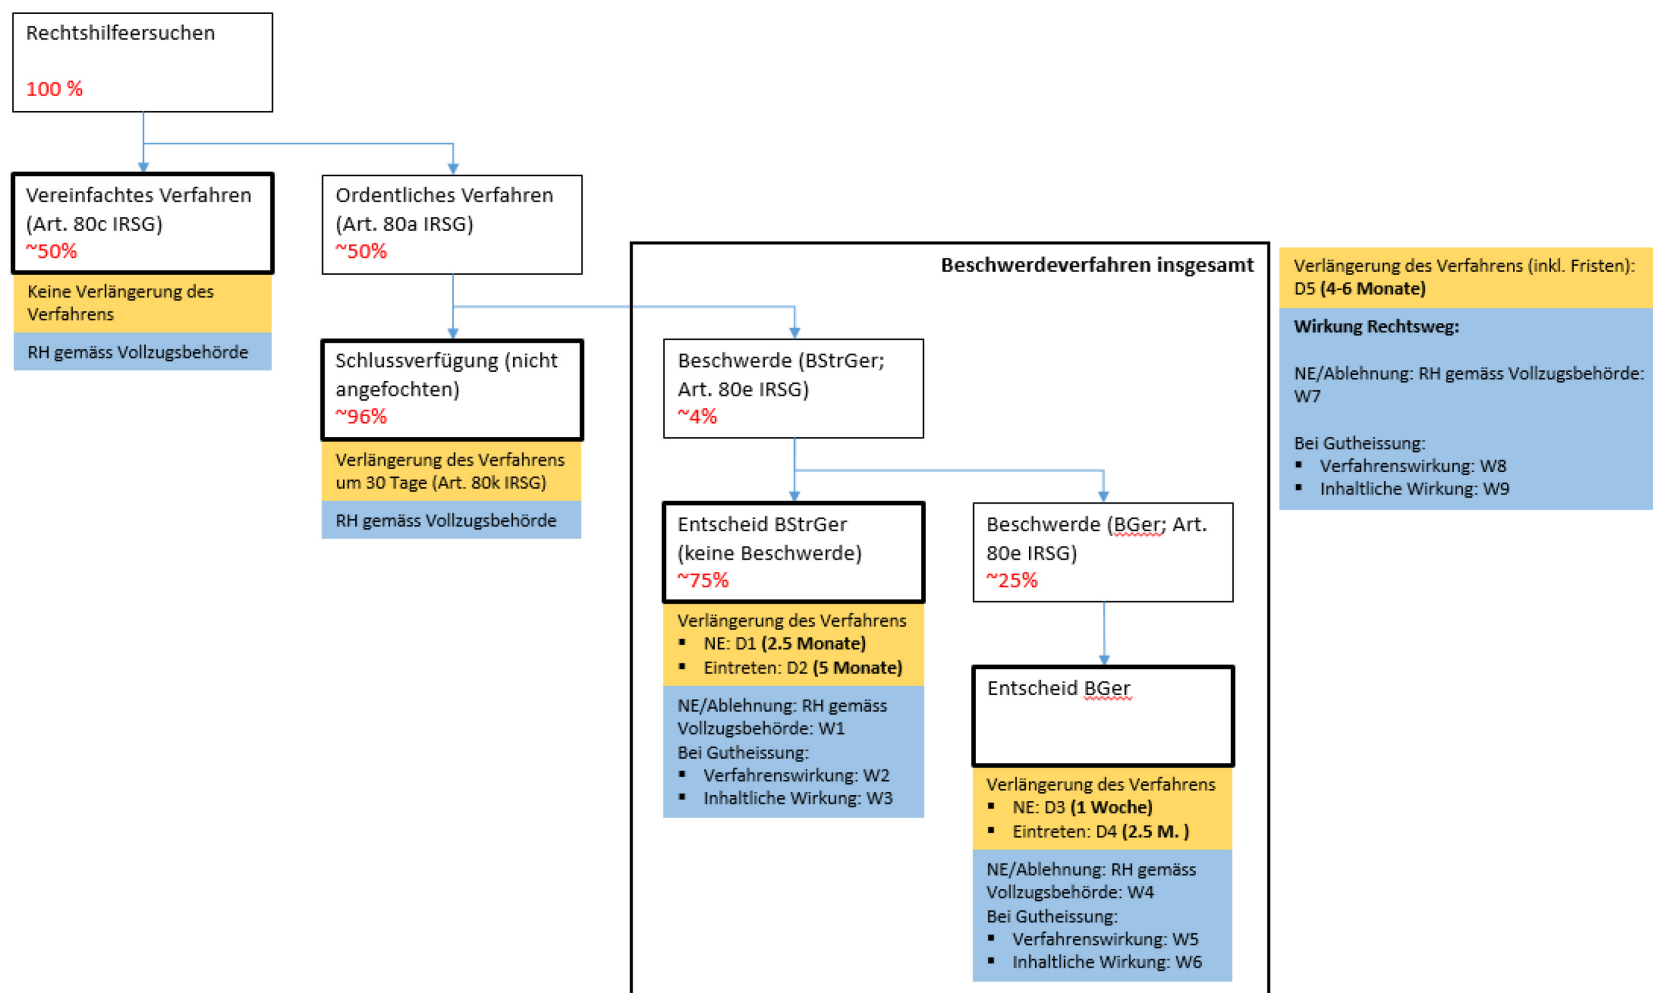 Rechtshilfeersuchen
100 %
Vereinfachtes Verfahren
(Art. 80c IRSG)
~50%
Keine Verlängerung des
Verfahrens
RH gemäss Vollzugsbehörde
Ordentliches Verfahren
(Art. 80a IRSG)
~50%
Schlussverfügung (nicht
angefochten)
~96%
Verlängerung des Verfahrens
um 30 Tage (Art. 80k IRSG)
RH gemäss Vollzugsbehörde
Beschwerdeverfahren insgesamt
Beschwerde (BStrGer;
Art. 80e IRSG)
~4%
Entscheid BStrGer
(keine Beschwerde)
~75%
Verlängerung des Verfahrens
▪ NE: D1 (2.5 Monate)
▪ Eintreten: D2 (5 Monate)
NE/Ablehnung: RH gemäss
Vollzugsbehörde: W1
Bei Gutheissung:
▪ Verfahrenswirkung: W2
▪ Inhaltliche Wirkung: W3
Beschwerde (BGer; Art.
80e IRSG)
~25%
Entscheid BGer
Verlängerung des Verfahrens
▪ NE: D3 (1 Woche)
▪ Eintreten: D4 (2.5 M. )
NE/Ablehnung: RH gemäss
Vollzugsbehörde: W4
Bei Gutheissung:
▪ Verfahrenswirkung: W5
▪ Inhaltliche Wirkung: W6
Verlängerung des Verfahrens (inkl. Fristen):
D5 (4-6 Monate)
Wirkung Rechtsweg:
NE/Ablehnung: RH gemäss Vollzugsbehörde:
W7
Bei Gutheissung:
▪ Verfahrenswirkung: W8
▪ Inhaltliche Wirkung: W9